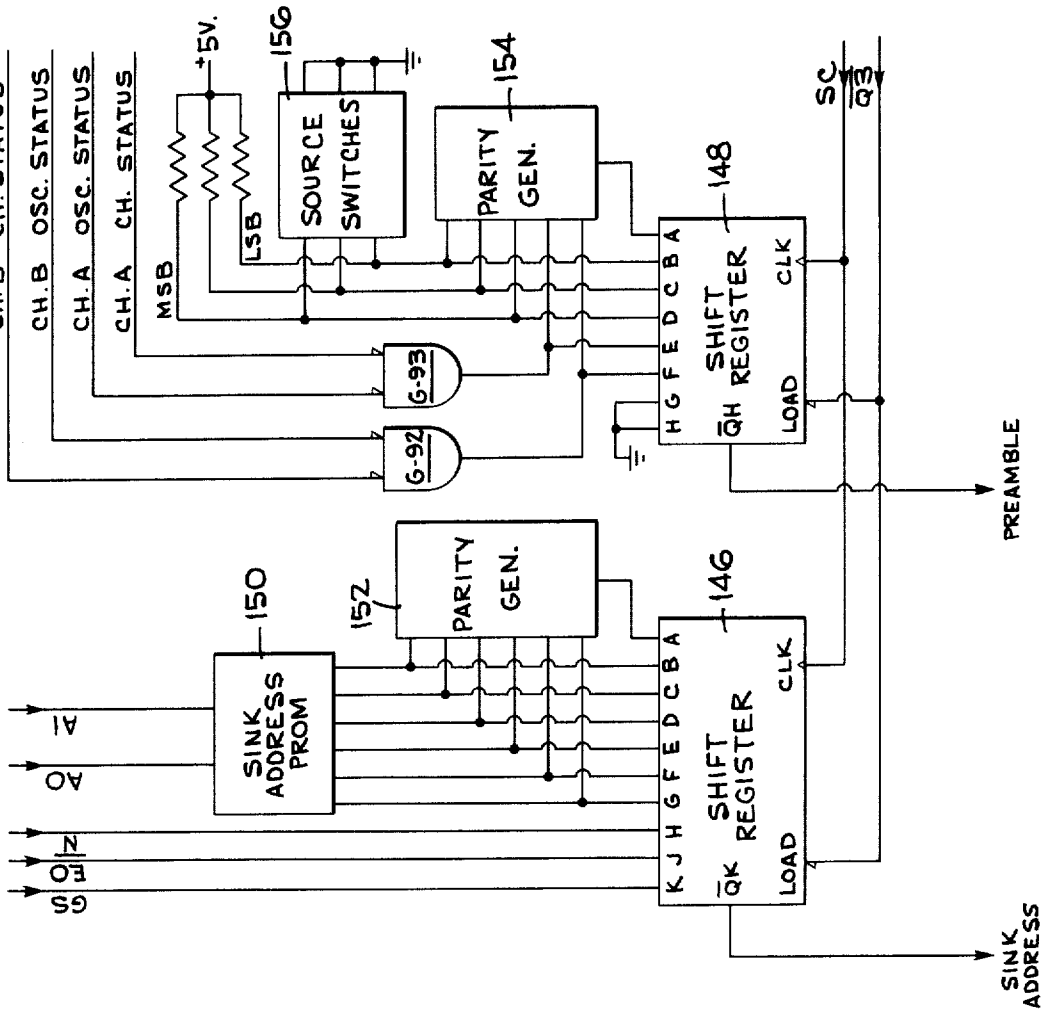 CH.B OSC. STATUS
CH.A OSC. STATUS
CH.A CH. STATUS
MSB
LSB
+5V.
156
SOURCE
SWITCHES
154
PARITY
GEN.
G-93
G-92
148
A
B
C
D
E
F
G
H
SHIFT
REGISTER
Q̅H
CLK
LOAD
SC
Q̅3̅
PREAMBLE
A1
A0
N
E̅O̅
GS
150
SINK
ADDRESS
PROM
152
PARITY
GEN.
146
A
B
C
D
E
F
G
H
J
K
SHIFT
REGISTER
Q̅K
CLK
LOAD
SINK
ADDRESS